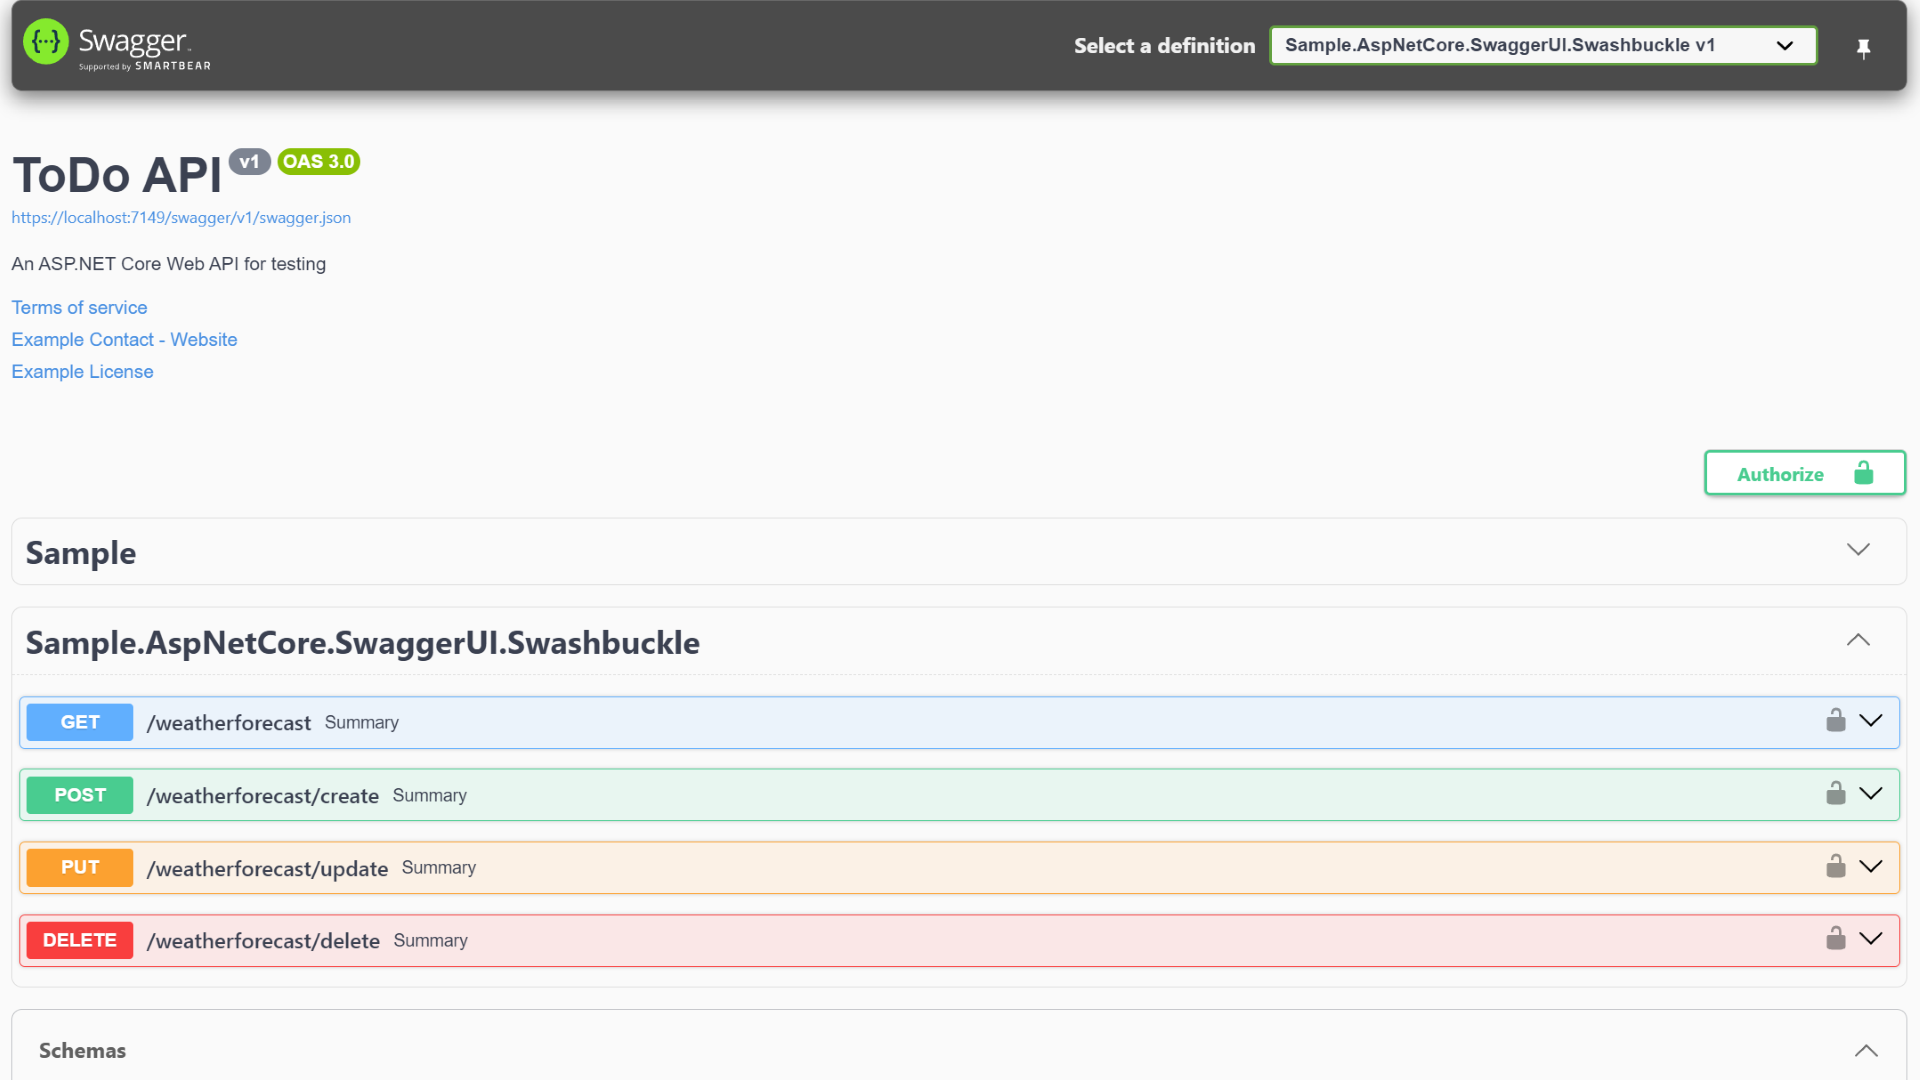 {···} Swagger™
Supported by SMARTBEAR
Select a definition
Sample.AspNetCore.SwaggerUI.Swashbuckle v1
ToDo API v1 OAS 3.0
https://localhost:7149/swagger/v1/swagger.json
An ASP.NET Core Web API for testing
Terms of service
Example Contact - Website
Example License
Authorize
Sample
Sample.AspNetCore.SwaggerUI.Swashbuckle
GET /weatherforecast Summary
POST /weatherforecast/create Summary
PUT /weatherforecast/update Summary
DELETE /weatherforecast/delete Summary
Schemas